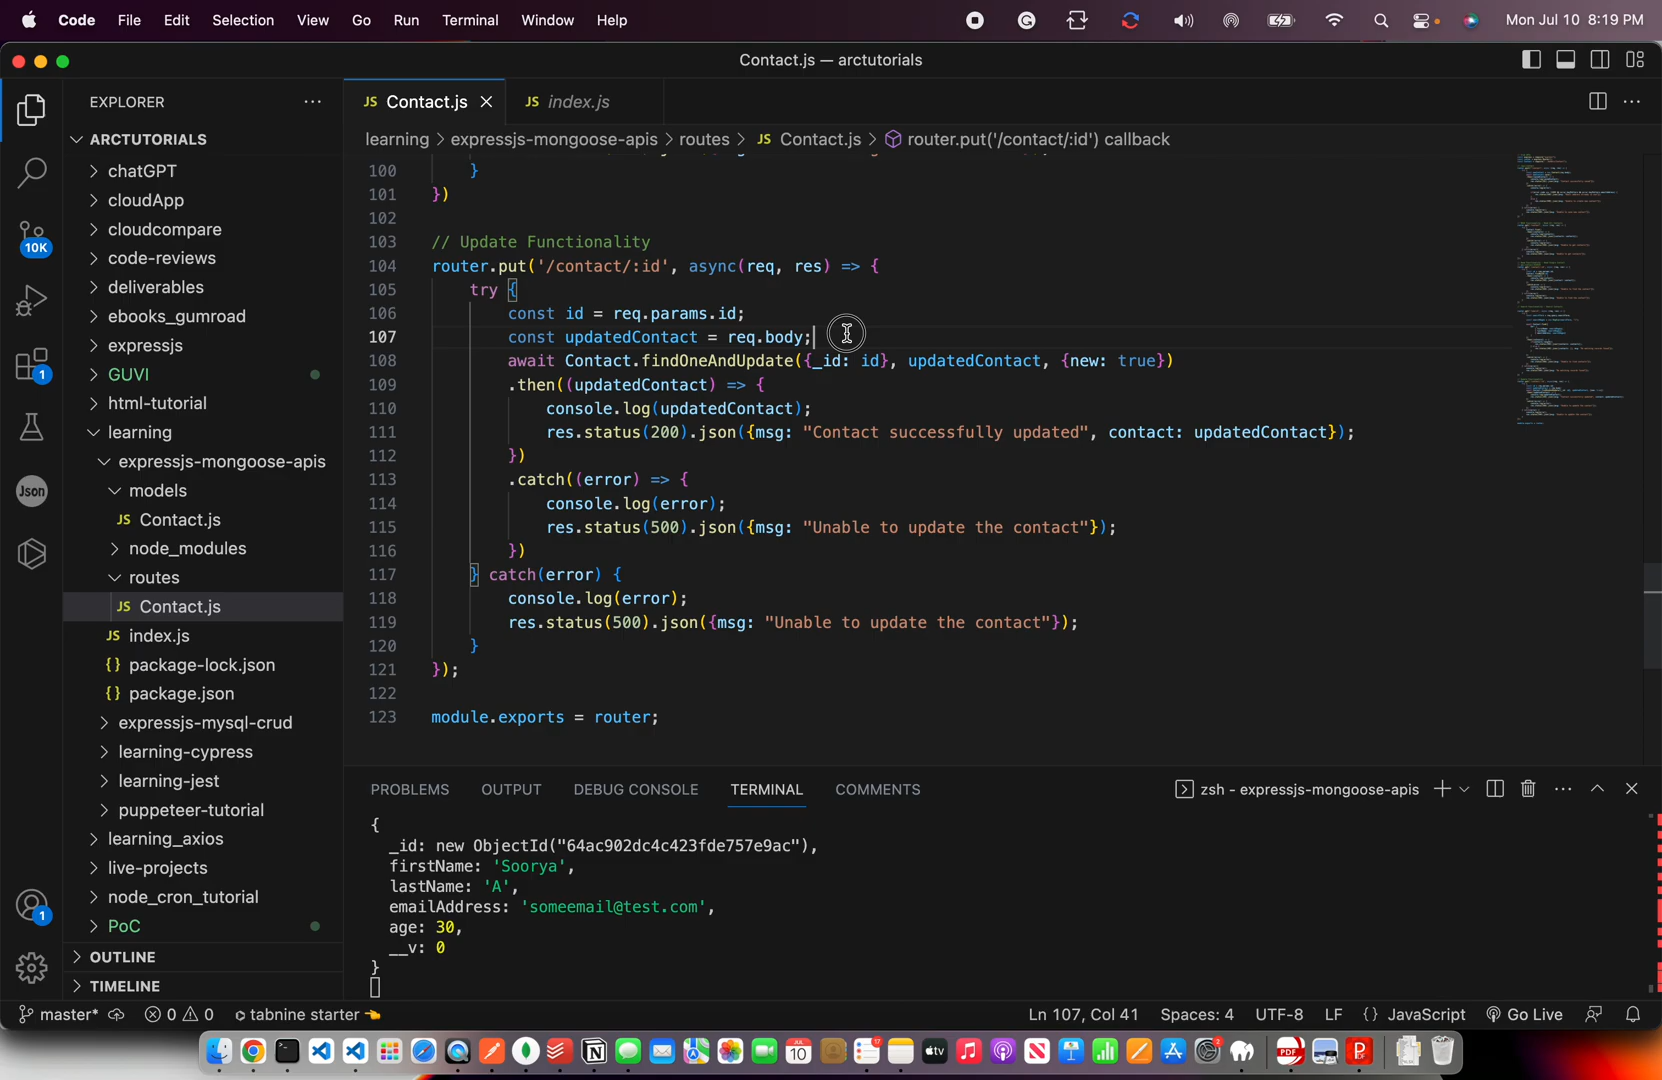 Code File Edit Selection View Go Run Terminal Window Help Mon Jul 10 8:19 PM
Contact.js — arctutorials
EXPLORER
ARCTUTORIALS
chatGPT
cloudApp
cloudcompare
code-reviews
deliverables
ebooks_gumroad
expressjs
GUVI
html-tutorial
learning
expressjs-mongoose-apis
models
JS Contact.js
node_modules
routes
JS Contact.js
JS index.js
{} package-lock.json
{} package.json
expressjs-mysql-crud
learning-cypress
learning-jest
puppeteer-tutorial
learning_axios
live-projects
node_cron_tutorial
PoC
OUTLINE
TIMELINE
10K
1
Json
1
JS Contact.js JS index.js
learning > expressjs-mongoose-apis > routes > JS Contact.js > router.put('/contact/:id') callback
100 }
101 })
102
103 // Update Functionality
104 router.put('/contact/:id', async(req, res) => {
105 try {
106 const id = req.params.id;
107 const updatedContact = req.body;
108 await Contact.findOneAndUpdate({_id: id}, updatedContact, {new: true})
109 .then((updatedContact) => {
110 console.log(updatedContact);
111 res.status(200).json({msg: "Contact successfully updated", contact: updatedContact});
112 })
113 .catch((error) => {
114 console.log(error);
115 res.status(500).json({msg: "Unable to update the contact"});
116 })
117 } catch(error) {
118 console.log(error);
119 res.status(500).json({msg: "Unable to update the contact"});
120 }
121 });
122
123 module.exports = router;
PROBLEMS OUTPUT DEBUG CONSOLE TERMINAL COMMENTS zsh - expressjs-mongoose-apis
{
_id: new ObjectId("64ac902dc4c423fde757e9ac"),
firstName: 'Soorya',
lastName: 'A',
emailAddress: 'someemail@test.com',
age: 30,
__v: 0
}
master* 0 0 tabnine starter Ln 107, Col 41 Spaces: 4 UTF-8 LF {} JavaScript Go Live